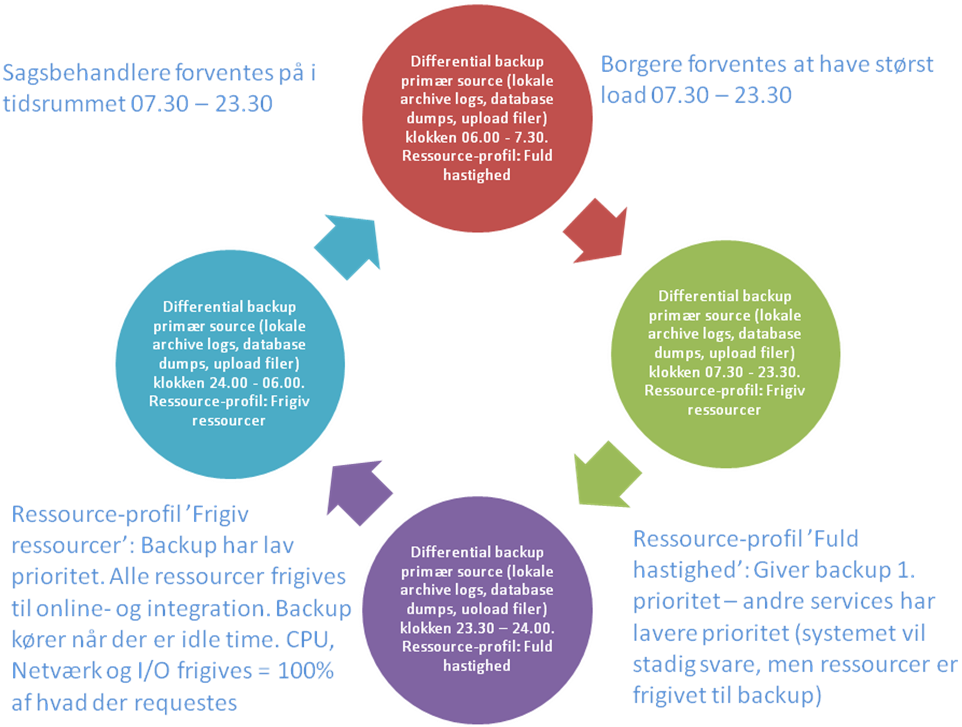 Sagsbehandlere forventes på i
tidsrummet 07.30 – 23.30
Differential backup
primær source (lokale
archive logs, database
dumps, upload filer)
klokken 06.00 - 7.30.
Ressource-profil: Fuld
hastighed
Borgere forventes at have størst
load 07.30 – 23.30
Differential backup
primær source (lokale
archive logs, database
dumps, upload filer)
klokken 24.00 - 06.00.
Ressource-profil: Frigiv
ressourcer
Differential backup
primær source (lokale
archive logs, database
dumps, upload filer)
klokken 07.30 - 23.30.
Ressource-profil: Frigiv
ressourcer
Ressource-profil ’Frigiv
ressourcer’: Backup har lav
prioritet. Alle ressourcer frigives
til online- og integration. Backup
kører når der er idle time. CPU,
Netværk og I/O frigives = 100%
af hvad der requestes
Differential backup
primær source (lokale
archive logs, database
dumps, uoload filer)
klokken 23.30 – 24.00.
Ressource-profil: Fuld
hastighed
Ressource-profil ’Fuld
hastighed’: Giver backup 1.
prioritet – andre services har
lavere prioritet (systemet vil
stadig svare, men ressourcer er
frigivet til backup)